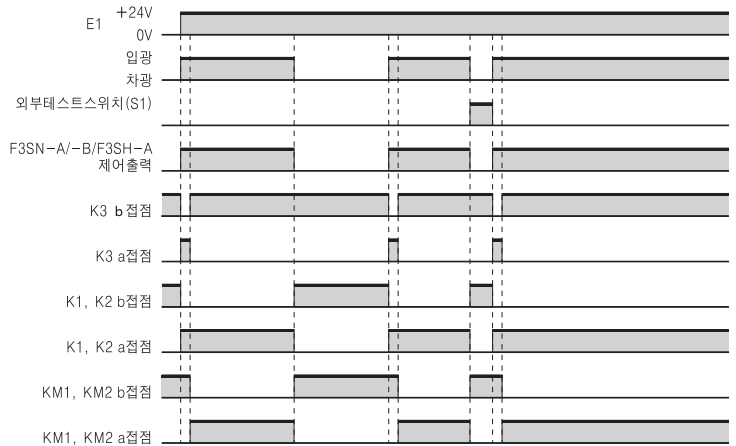 E1
+24V
0V
입광
차광
외부테스트스위치(S1)
F3SN-A/-B/F3SH-A
제어출력
K3 b접점
K3 a접점
K1, K2 b접점
K1, K2 a접점
KM1, KM2 b접점
KM1, KM2 a접점